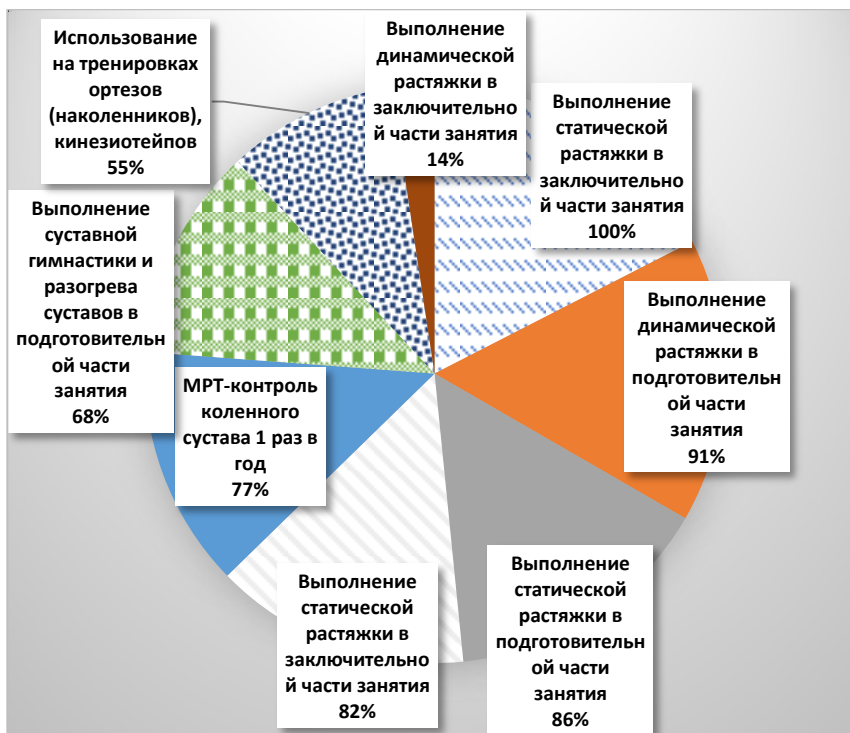 Использование
на тренировках
ортезов
(наколенников),
кинезиотейпов
55%
Выполнение
динамической
растяжки в
заключительно
й части занятия
14%
Выполнение
статической
растяжки в
заключительно
й части занятия
100%
Выполнение
динамической
растяжки в
подготовительн
ой части
занятия
91%
Выполнение
статической
растяжки в
подготовительн
ой части
занятия
86%
Выполнение
статической
растяжки в
заключительно
й части занятия
82%
МРТ-контроль
коленного
сустава 1 раз в
год
77%
Выполнение
суставной
гимнастики и
разогрева
суставов в
подготовительн
ой части
занятия
68%